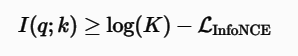 I(q; k) ≥ log(K) − ℒ_InfoNCE